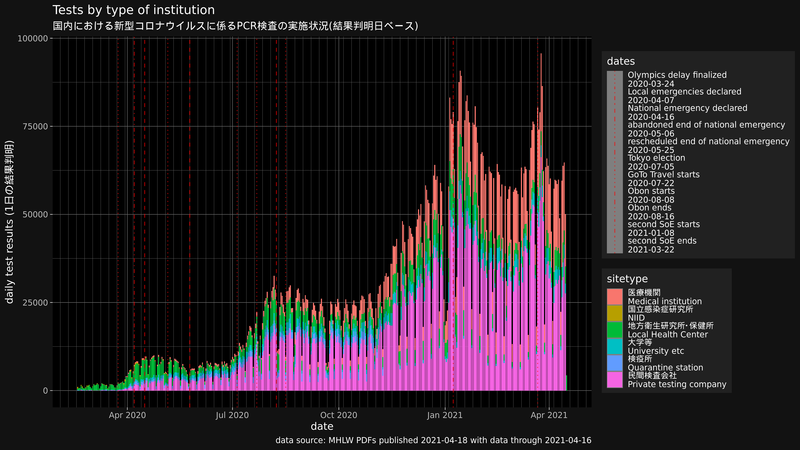 Tests by type of institution
国内における新型コロナウイルスに係るPCR検査の実施状況(結果判明日ベース)
100000
75000
50000
25000
0
daily test results (1日の結果判明)
Apr 2020
Jul 2020
Oct 2020
Jan 2021
Apr 2021
date
data source: MHLW PDFs published 2021-04-18 with data through 2021-04-16
dates
Olympics delay finalized
2020-03-24
Local emergencies declared
2020-04-07
National emergency declared
2020-04-16
abandoned end of national emergency
2020-05-06
rescheduled end of national emergency
2020-05-25
Tokyo election
2020-07-05
GoTo Travel starts
2020-07-22
Obon starts
2020-08-08
Obon ends
2020-08-16
second SoE starts
2021-01-08
second SoE ends
2021-03-22
sitetype
医療機関
Medical institution
国立感染症研究所
NIID
地方衛生研究所·保健所
Local Health Center
大学等
University etc
検疫所
Quarantine station
民間検査会社
Private testing company